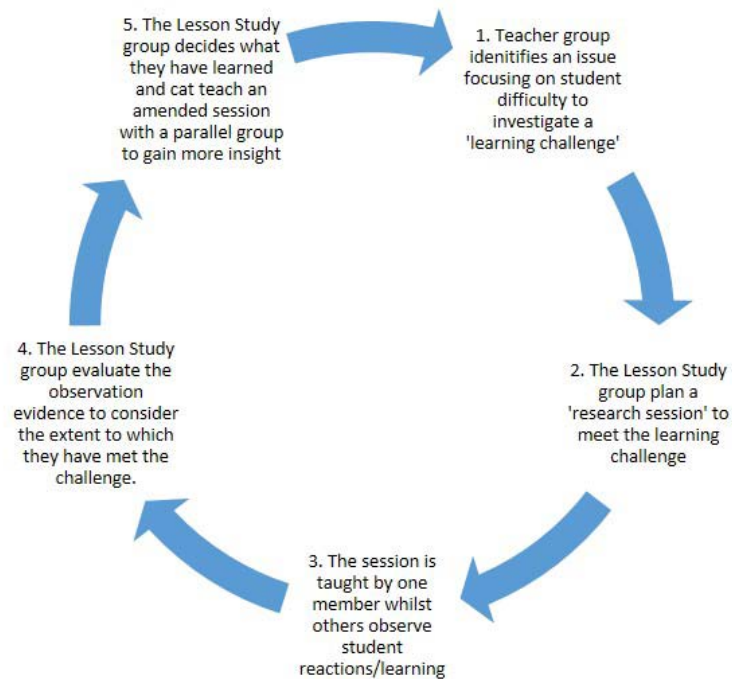 1. Teacher group
idenitifies an issue
focusing on student
difficulty to
investigate a
'learning challenge'
2. The Lesson Study
group plan a
'research session' to
meet the learning
challenge
3. The session is
taught by one
member whilst
others observe
student
reactions/learning
4. The Lesson Study
group evaluate the
observation
evidence to consider
the extent to which
they have met the
challenge.
5. The Lesson Study
group decides what
they have learned
and cat teach an
amended session
with a parallel group
to gain more insight